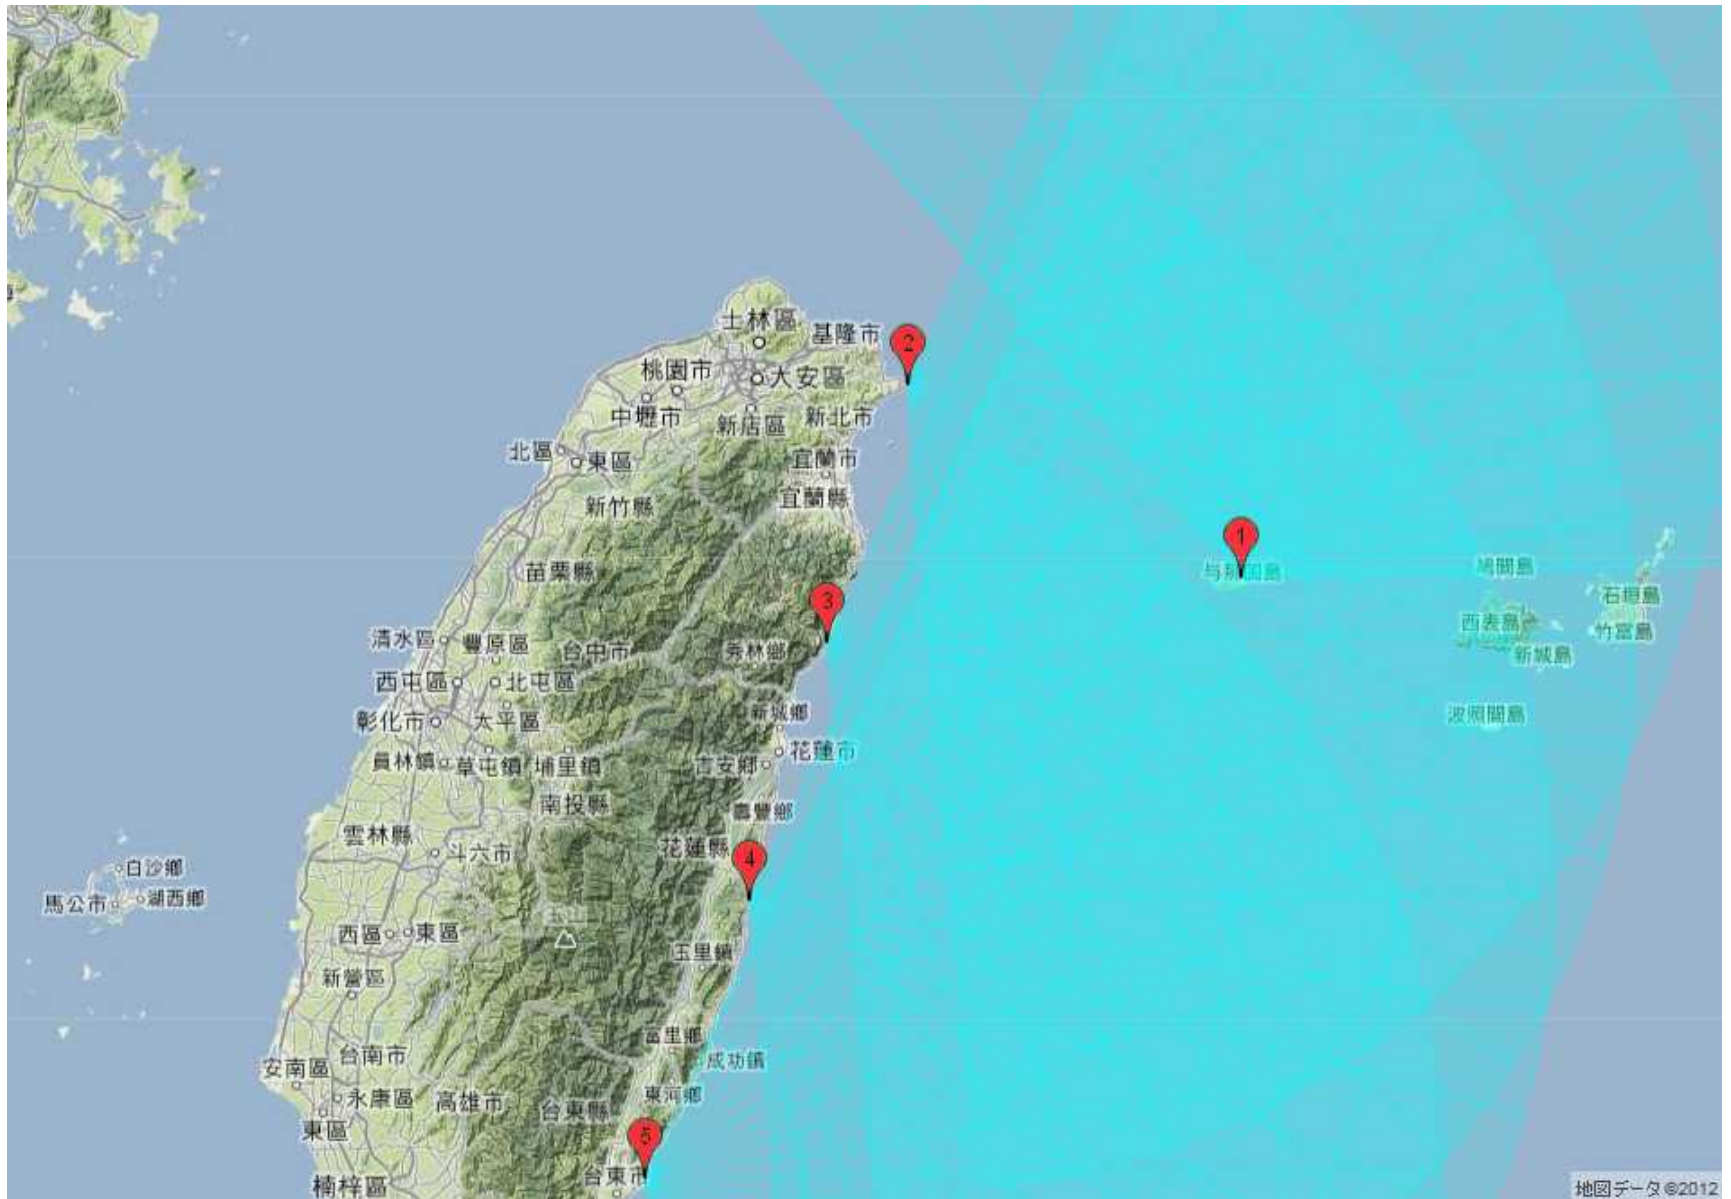 2
士林區
基隆市
桃園市
大安區
中壢市
新店區
新北市
北區
東區
宜蘭市
新竹縣
宜蘭縣
1
苗栗縣
与那国島
鳩間島
3
石垣島
西表島
竹富島
清水區
豐原區
台中市
秀林鄉
新城島
西屯區
北屯區
彰化市
太平區
新城鄉
波照間島
員林鎮
草屯鎮
埔里鎮
吉安鄉
花蓮市
南投縣
壽豐鄉
雲林縣
斗六市
花蓮縣
4
白沙鄉
馬公市
湖西鄉
西區
東區
玉山
玉里鎮
新營區
富里鄉
安南區
台南市
成功鎮
永康區
高雄市
台東縣
東河鄉
東區
5
楠梓區
台東市
地図データ ©2012